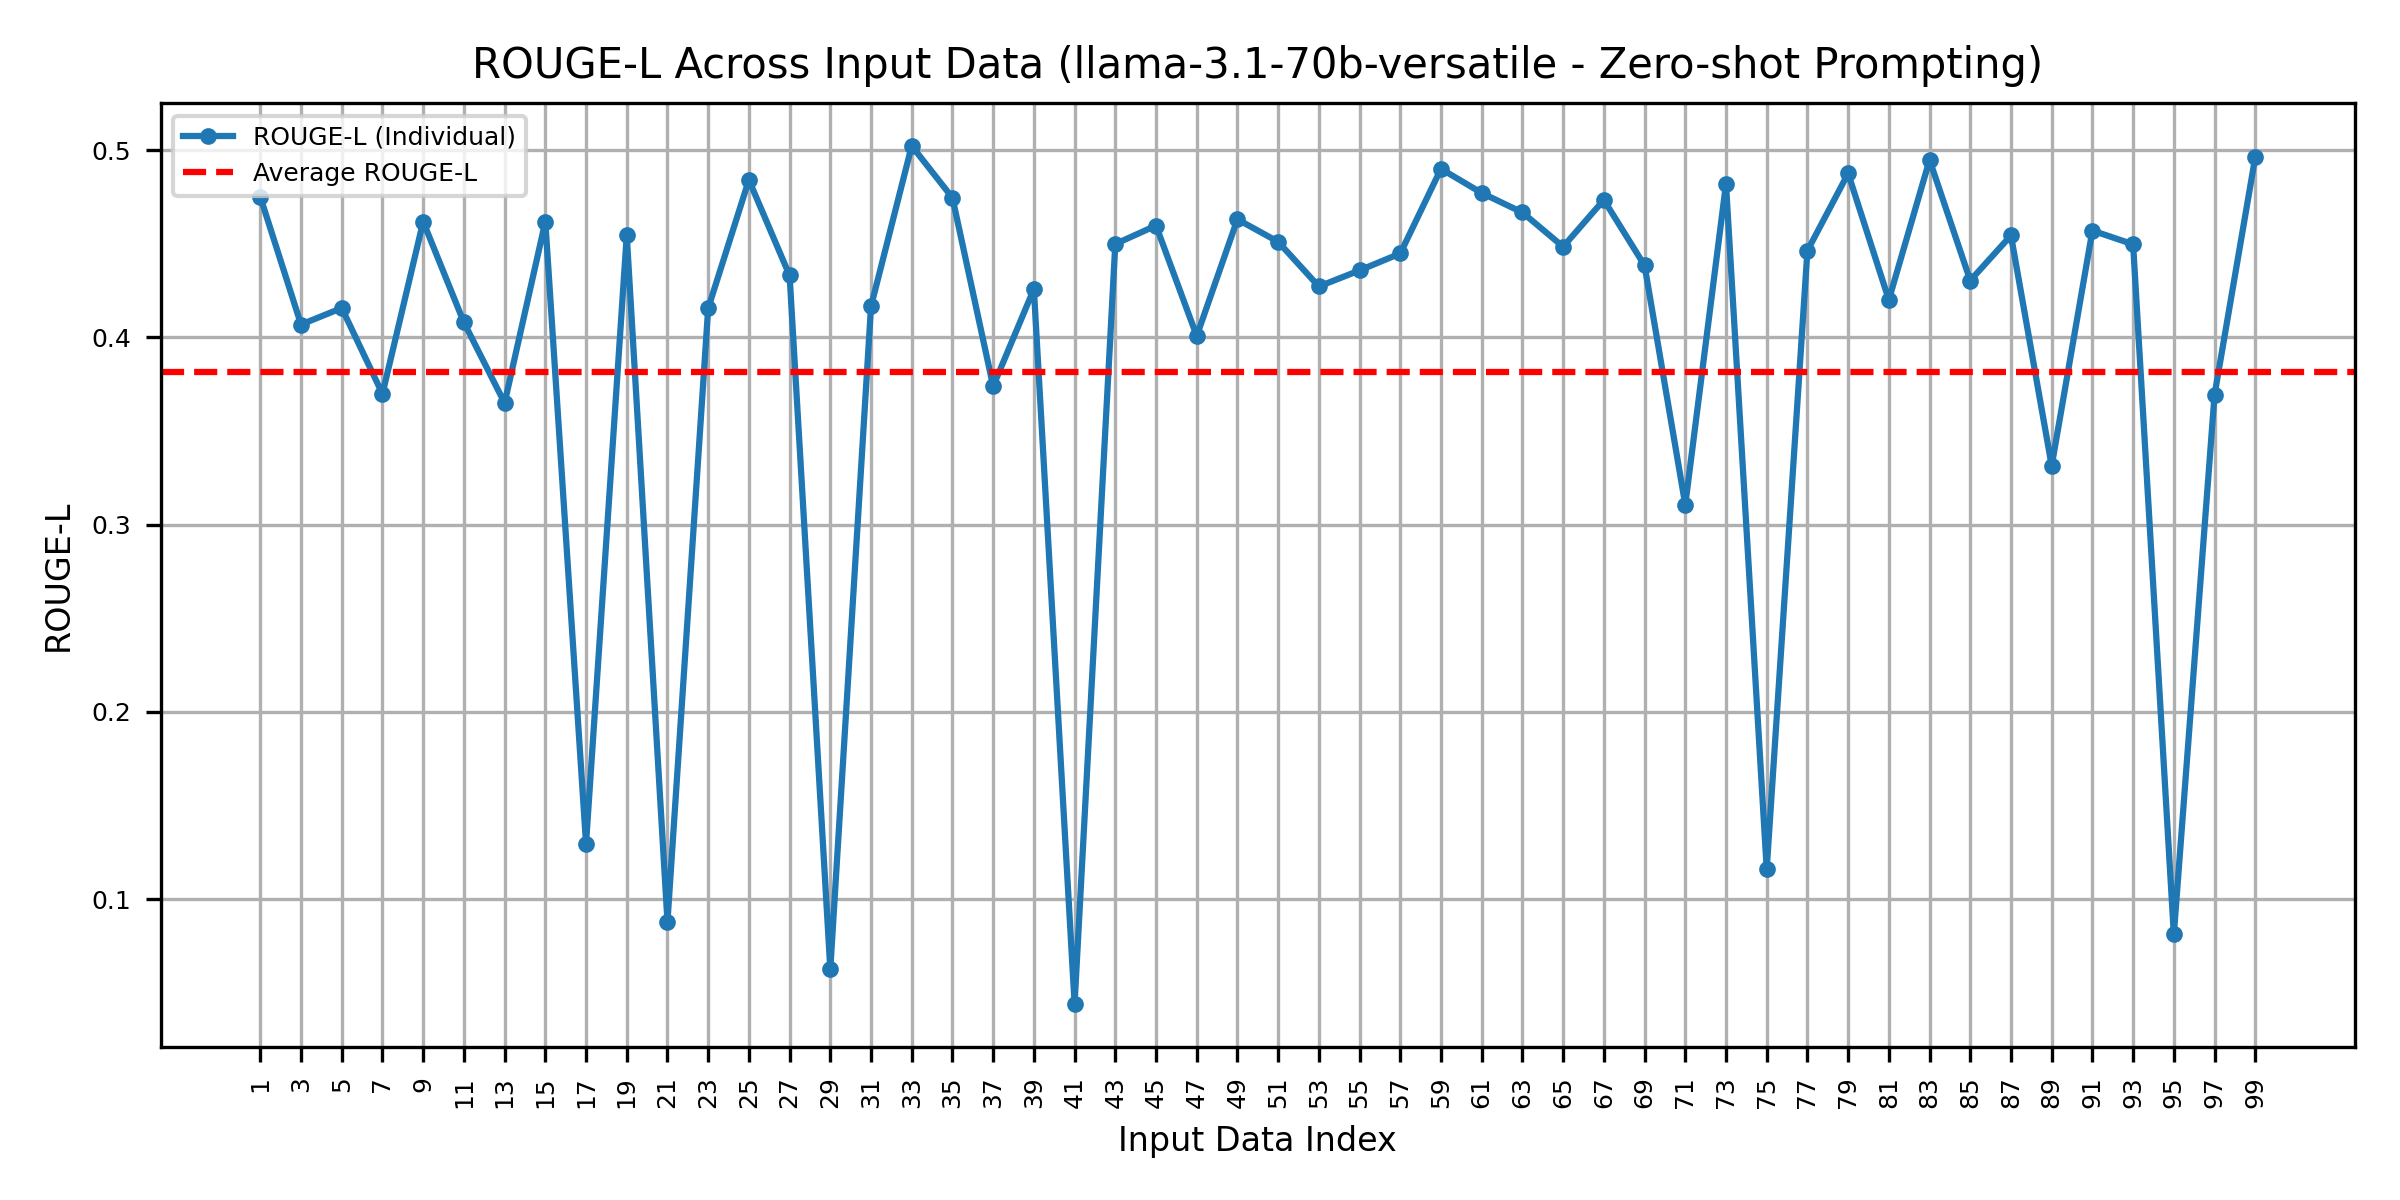 ROUGE-L Across Input Data (llama-3.1-70b-versatile - Zero-shot Prompting)
ROUGE-L (Individual)
Average ROUGE-L
0.5
0.4
0.3
0.2
0.1
ROUGE-L
1 3 5 7 9 11 13 15 17 19 21 23 25 27 29 31 33 35 37 39 41 43 45 47 49 51 53 55 57 59 61 63 65 67 69 71 73 75 77 79 81 83 85 87 89 91 93 95 97 99
Input Data Index